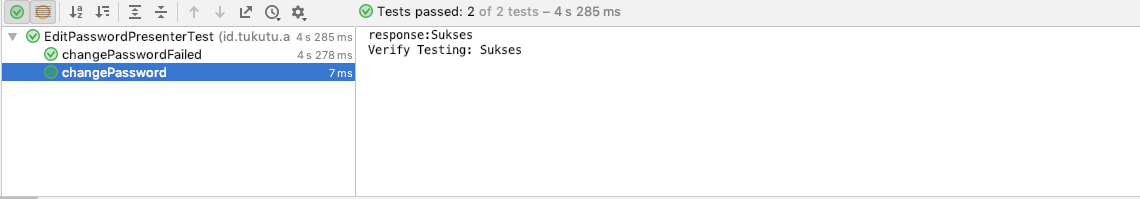 Tests passed: 2 of 2 tests – 4 s 285 ms
EditPasswordPresenterTest (id.tukutu.a 4 s 285 ms
changePasswordFailed 4 s 278 ms
changePassword 7 ms
response:Sukses
Verify Testing: Sukses